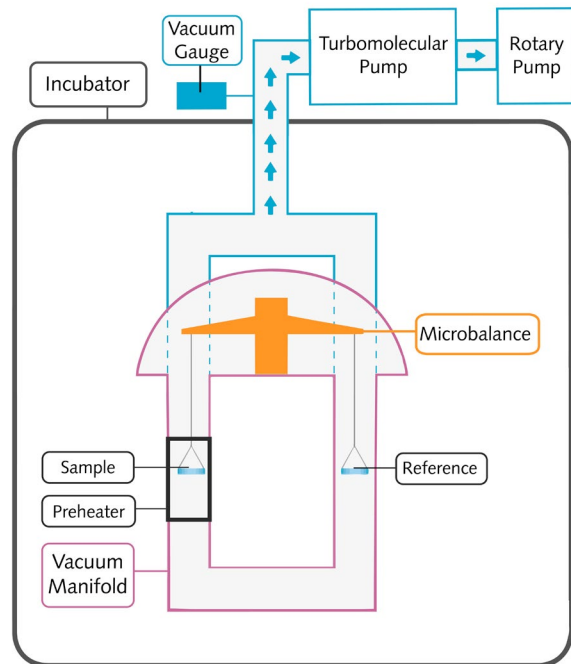 Vacuum
Gauge
Turbomolecular
Pump
Rotary
Pump
Incubator
Microbalance
Sample
Reference
Preheater
Vacuum
Manifold